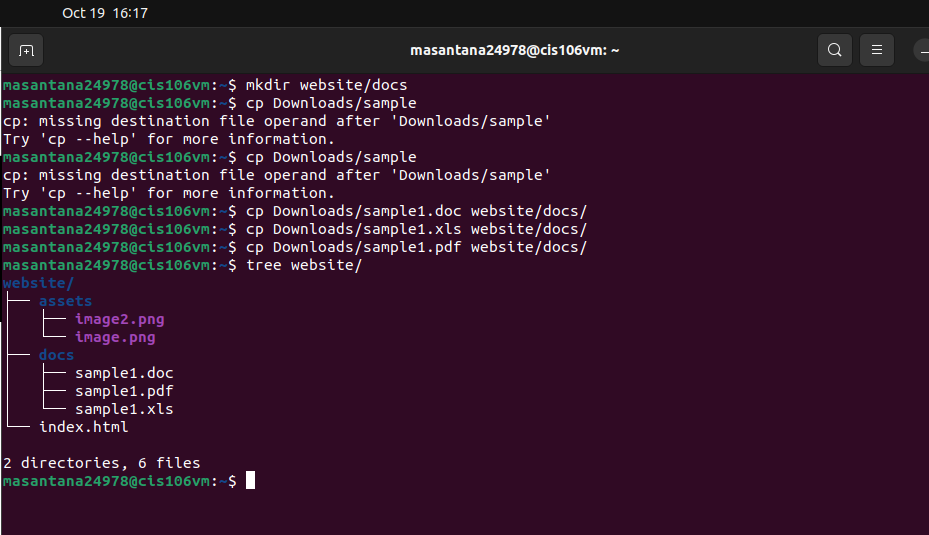 Oct 19 16:17
masantana24978@cis106vm: ~
masantana24978@cis106vm:~$ mkdir website/docs
masantana24978@cis106vm:~$ cp Downloads/sample
cp: missing destination file operand after 'Downloads/sample'
Try 'cp --help' for more information.
masantana24978@cis106vm:~$ cp Downloads/sample
cp: missing destination file operand after 'Downloads/sample'
Try 'cp --help' for more information.
masantana24978@cis106vm:~$ cp Downloads/sample1.doc website/docs/
masantana24978@cis106vm:~$ cp Downloads/sample1.xls website/docs/
masantana24978@cis106vm:~$ cp Downloads/sample1.pdf website/docs/
masantana24978@cis106vm:~$ tree website/
website/
├── assets
│   ├── image2.png
│   └── image.png
├── docs
│   ├── sample1.doc
│   ├── sample1.pdf
│   └── sample1.xls
└── index.html
2 directories, 6 files
masantana24978@cis106vm:~$